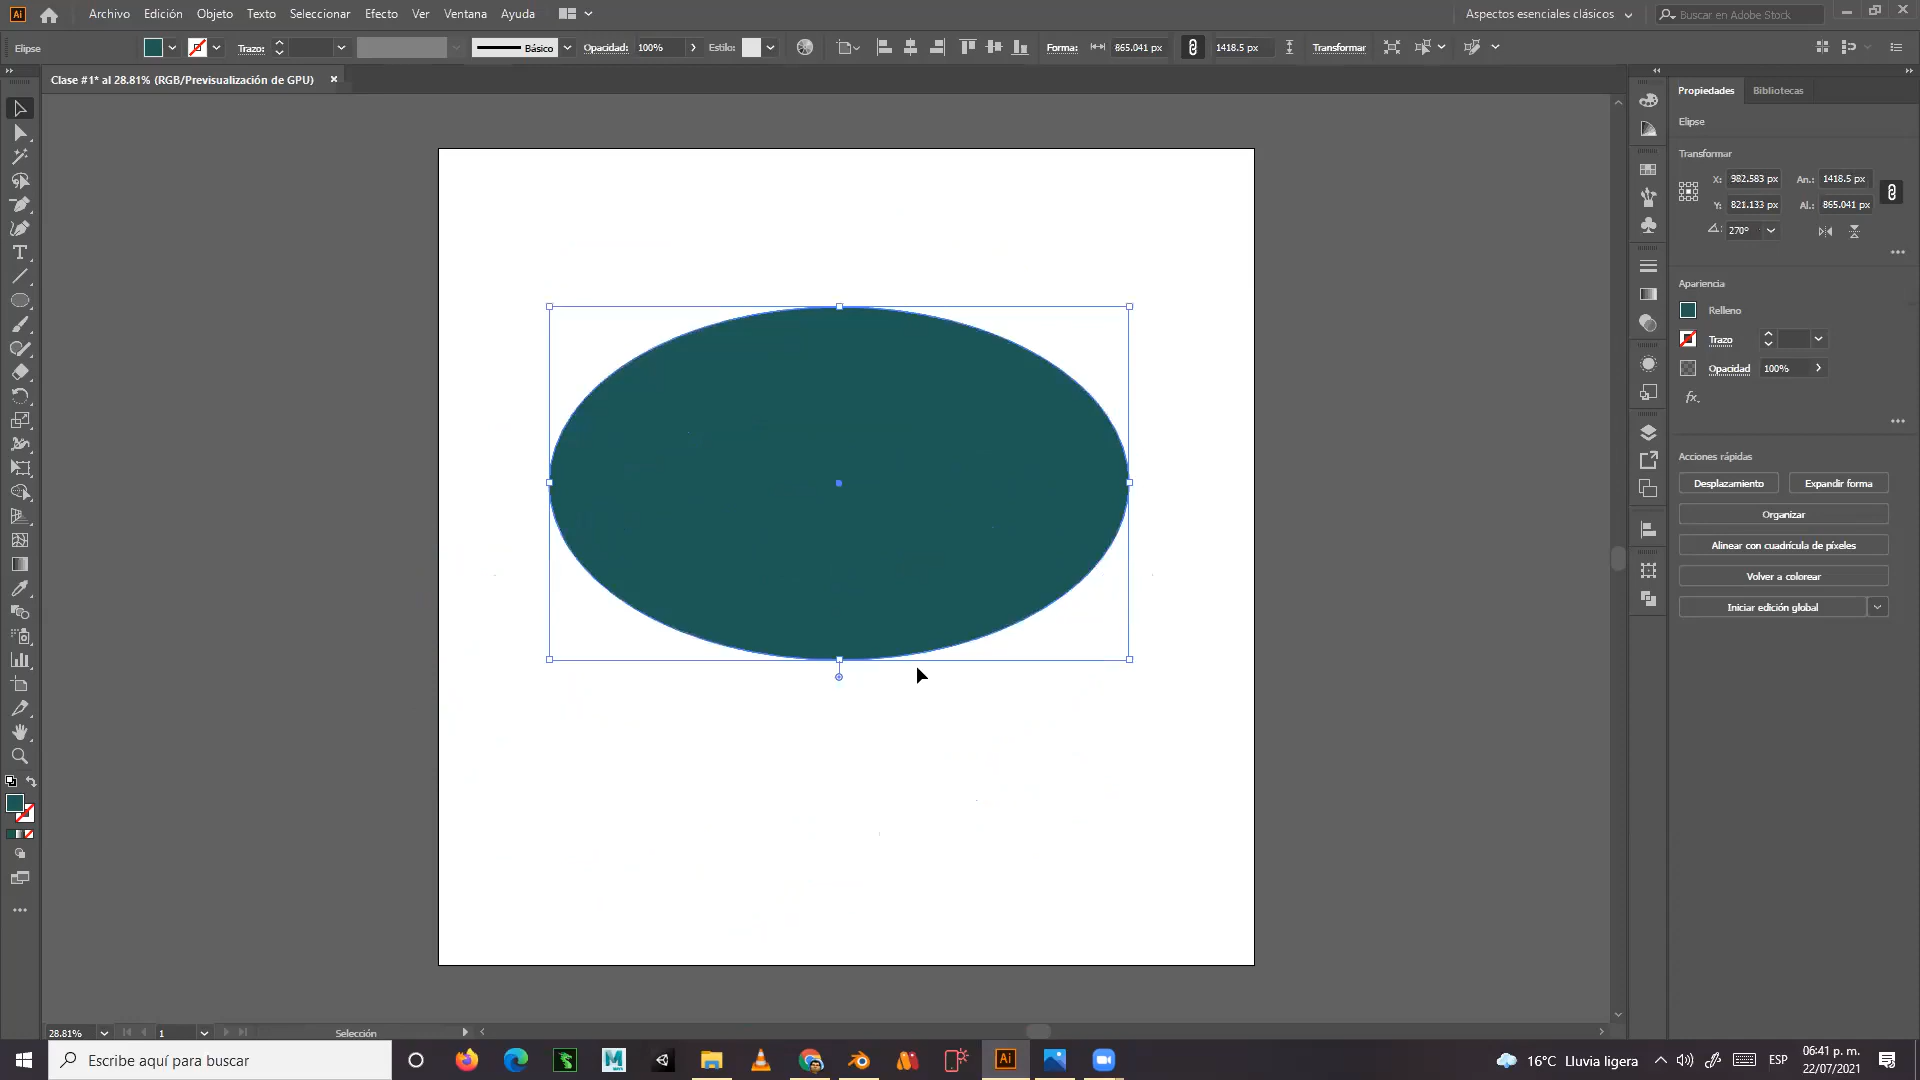 Ai Archivo Edición Objeto Texto Seleccionar Efecto Ver Ventana Ayuda Aspectos esenciales clásicos Buscar en Adobe Stock
Elipse Trazo: Básico Opacidad: 100% Estilo: Forma: 865.041 px 1418.5 px Transformar
Clase #1* al 28.81% (RGB/Previsualización de GPU)
Propiedades Bibliotecas
Elipse
Transformar
X: 982.583 px An.: 1418.5 px
Y: 821.133 px Al.: 865.041 px
270°
Apariencia
Relleno
Trazo
Opacidad 100%
fx.
Acciones rápidas
Desplazamiento Expandir forma
Organizar
Alinear con cuadrícula de píxeles
Volver a colorear
Iniciar edición global
28.81% 1 Selección
Escribe aquí para buscar M Ai 16°C Lluvia ligera ESP 06:41 p. m.
22/07/2021